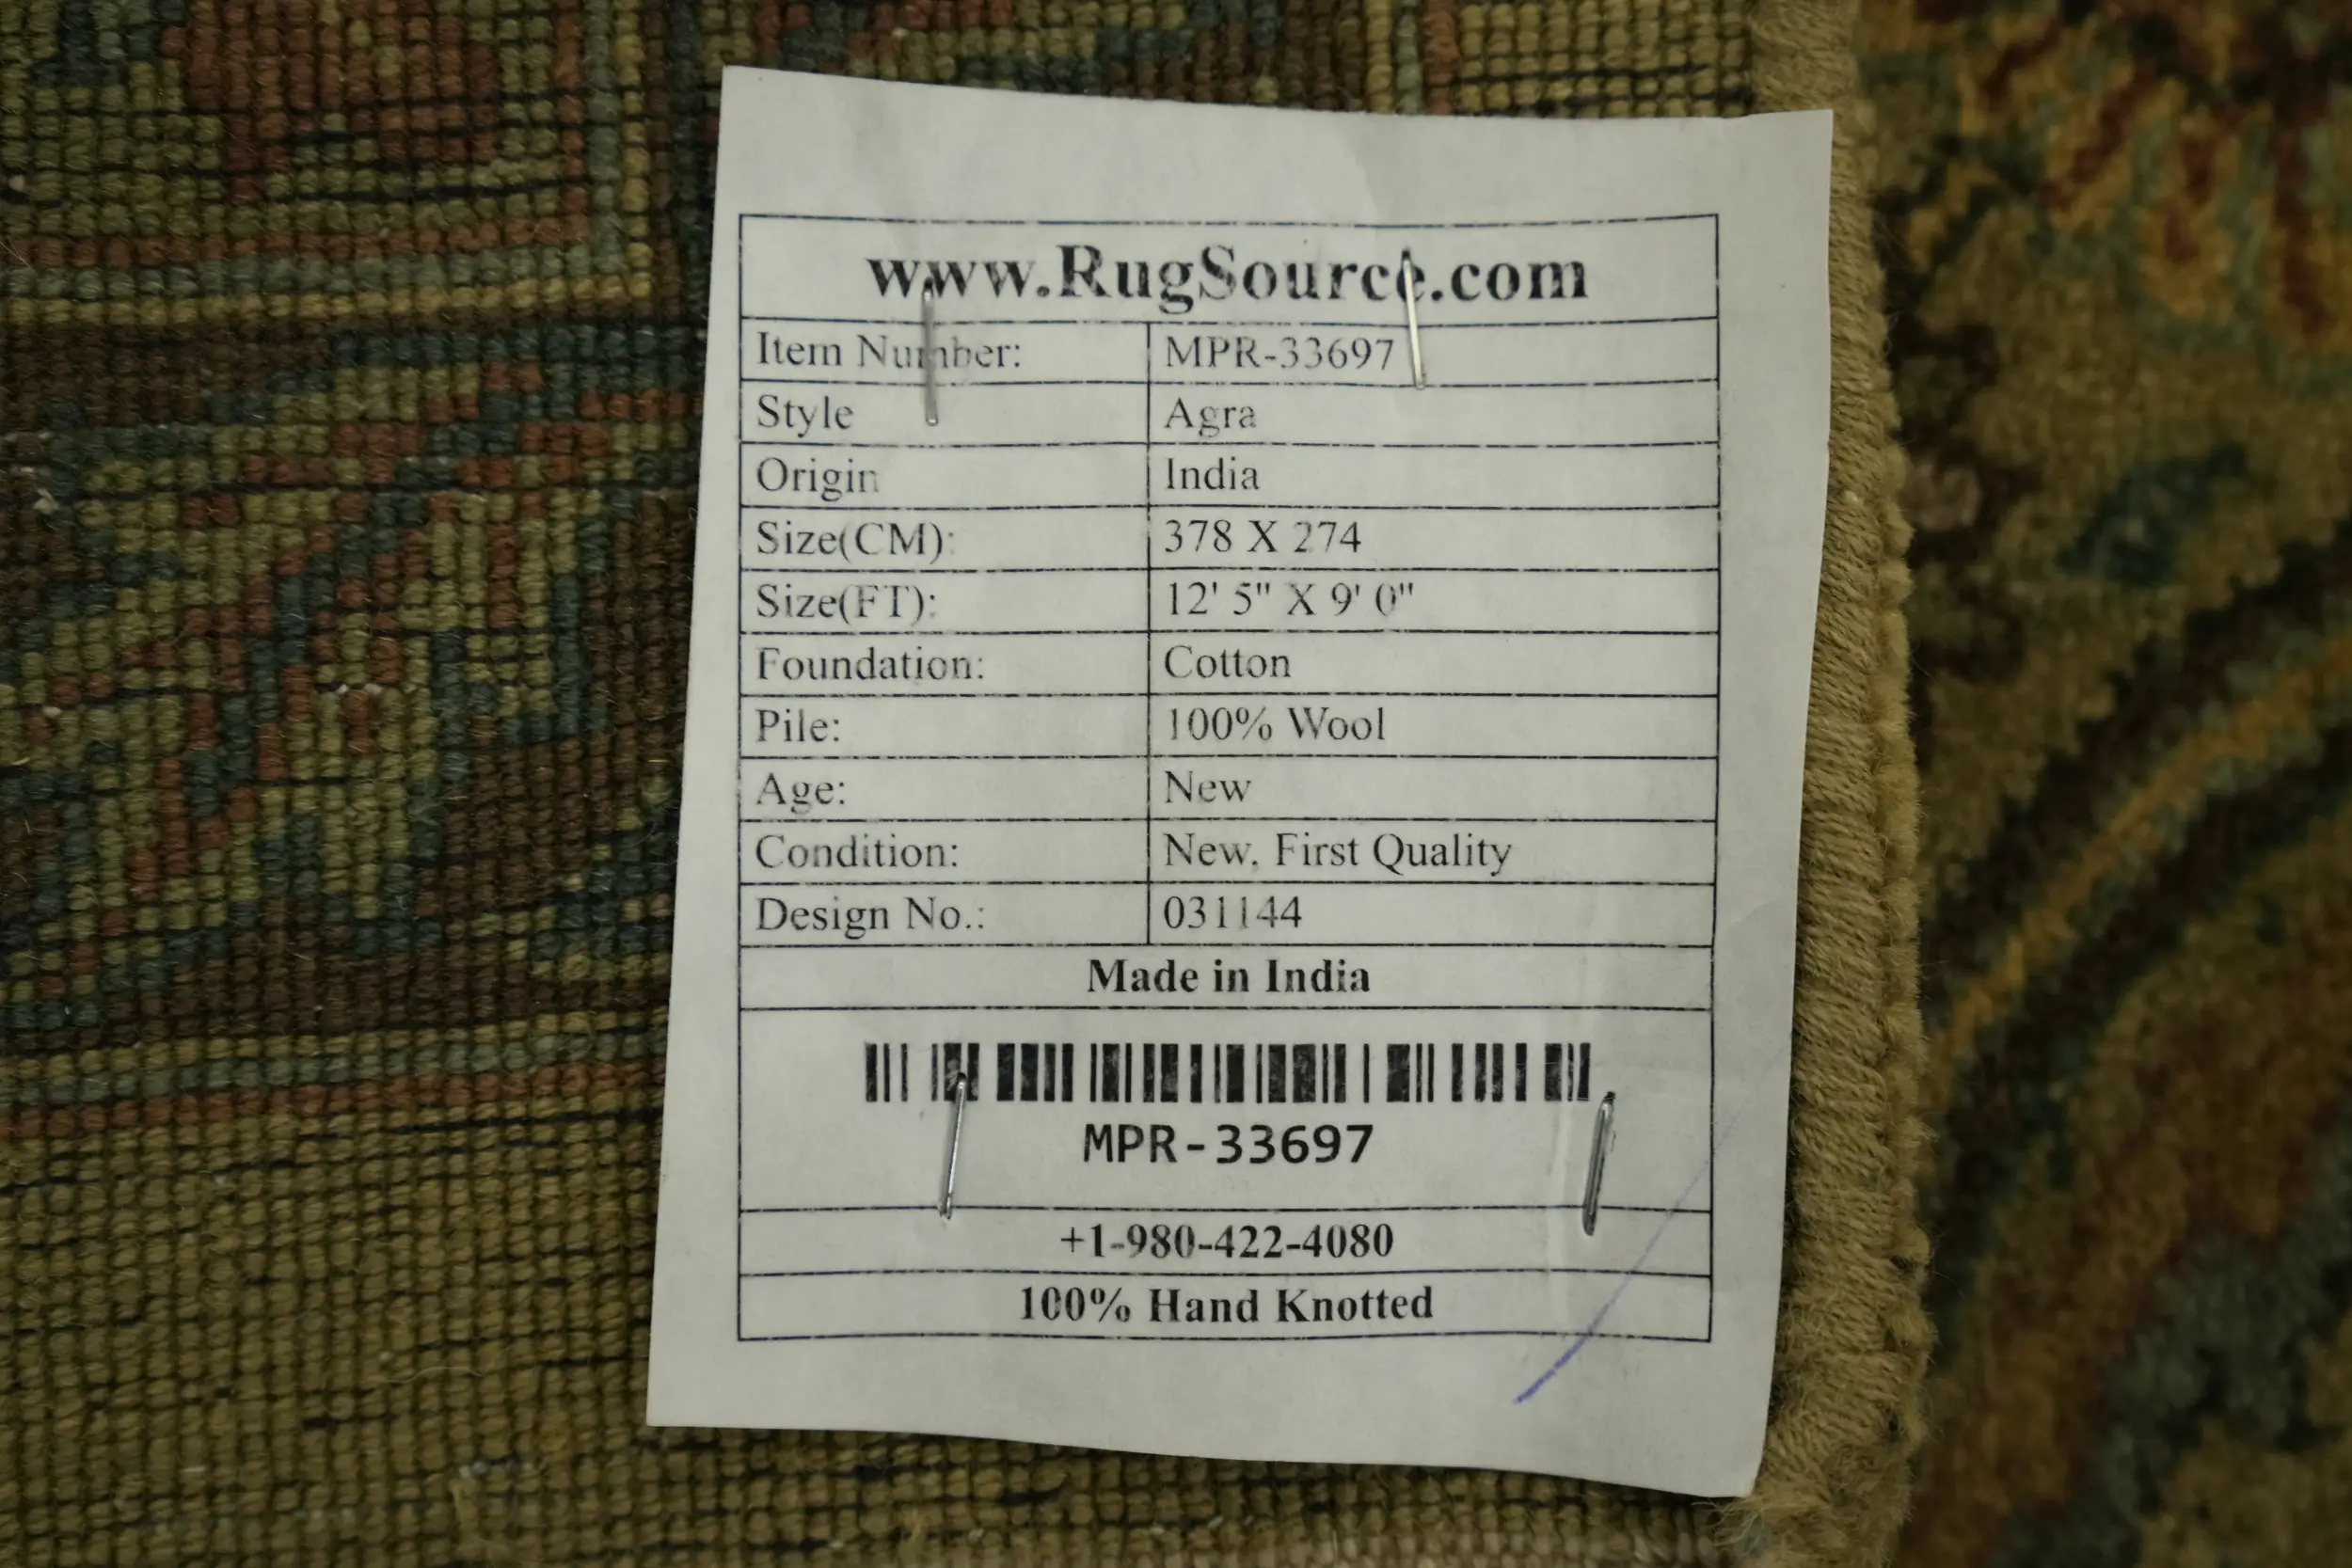 www.RugSource.com
Item Number: MPR-33697
Style Agra
Origin India
Size(CM): 378 X 274
Size(FT): 12' 5" X 9' 0"
Foundation: Cotton
Pile: 100% Wool
Age: New
Condition: New, First Quality
Design No.: 031144
Made in India
MPR-33697
+1-980-422-4080
100% Hand Knotted